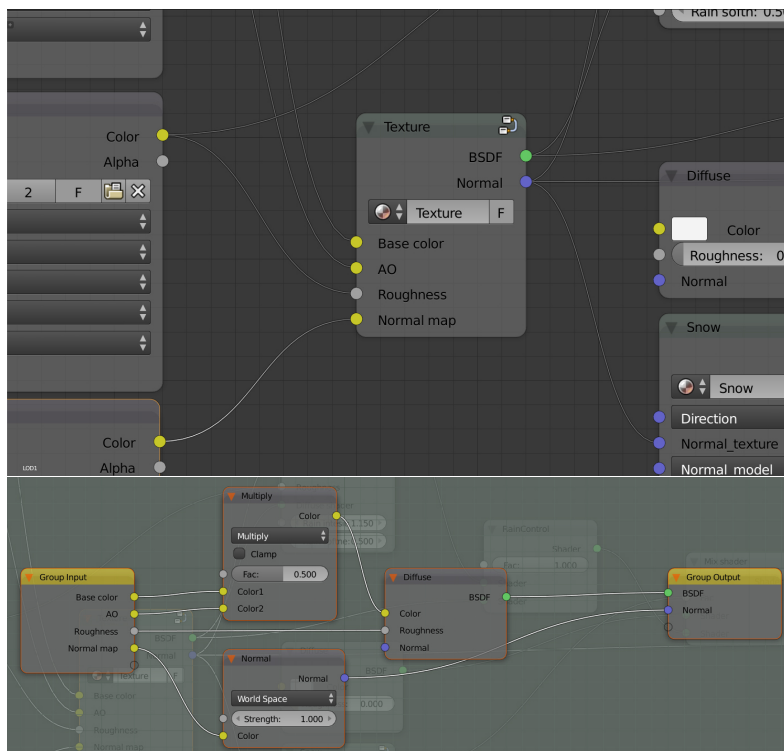 Rain softn: 0.5
Color
Alpha
2 F
Texture
BSDF
Normal
Texture F
Base color
AO
Roughness
Normal map
Diffuse
Color
Roughness: 0
Normal
Snow
Snow
Direction
Normal_texture
Normal_model
Color
Alpha
LOD1
Multiply
Color
Multiply
Clamp
Fac: 0.500
Color1
Color2
Group Input
Base color
AO
Roughness
Normal map
Normal
Normal
World Space
Strength: 1.000
Color
Diffuse
BSDF
Color
Roughness
Normal
Group Output
BSDF
Normal
1.150
.500
RainControl
Shader
Fac: 1.000
Mix shader
BSDF
Normal
Texture F
Base color
AO
Roughness
Normal map
BSDF
0.000